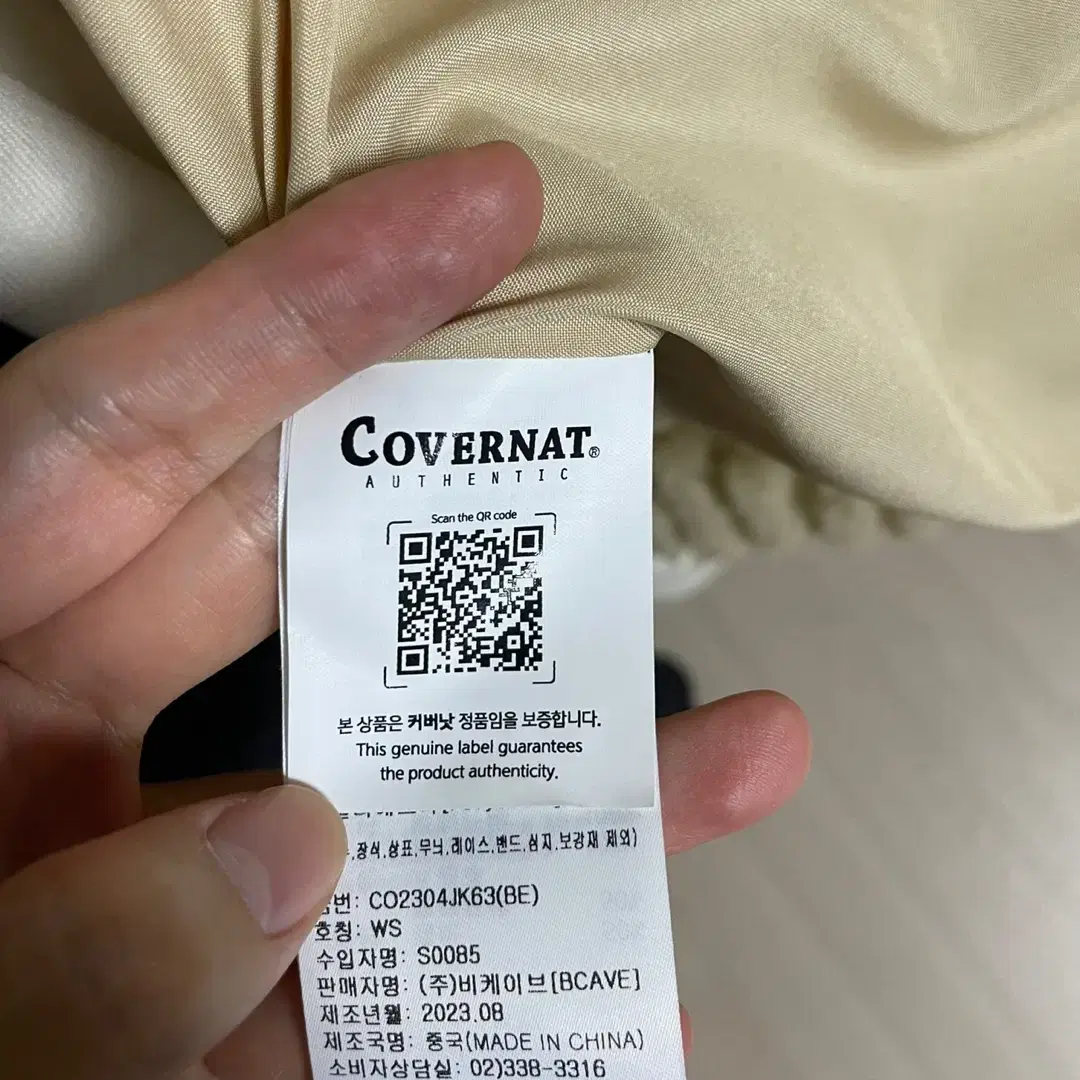 COVERNAT®
AUTHENTIC
Scan the QR code
본 상품은 커버낫 정품임을 보증합니다.
This genuine label guarantees
the product authenticity.
,장식,상표,무늬,레이스,밴드,심지,보강재 제외)
번: CO2304JK63(BE)
호칭: WS
수입자명: S0085
판매자명: (주)비케이브[BCAVE]
제조년월: 2023.08
제조국명: 중국(MADE IN CHINA)
소비자상담실: 02)338-3316